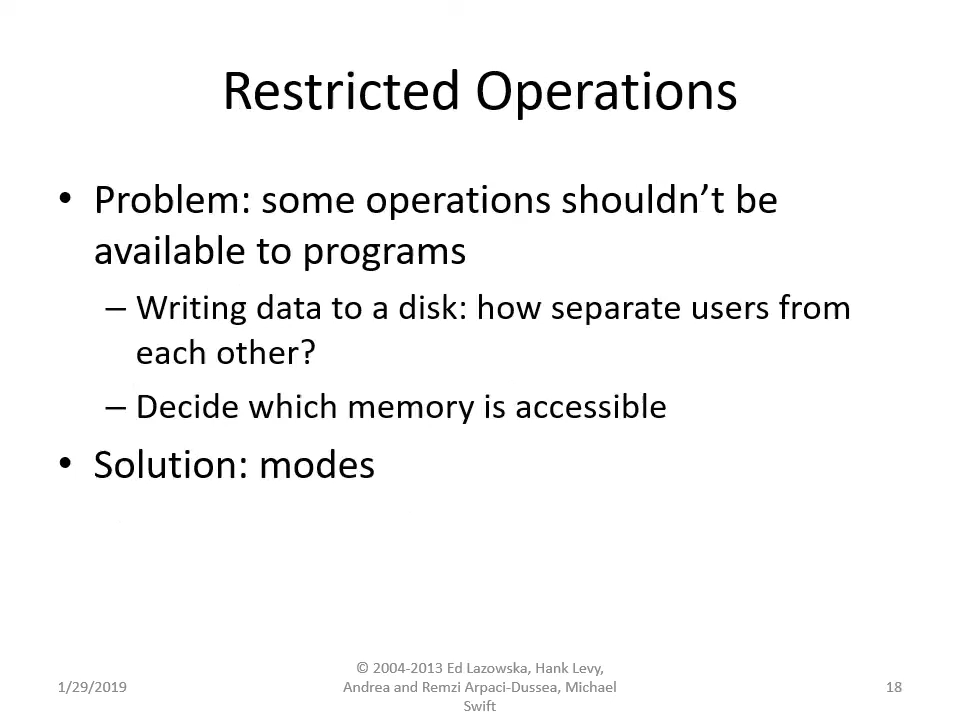 Restricted Operations
• Problem: some operations shouldn’t be
available to programs
– Writing data to a disk: how separate users from
each other?
– Decide which memory is accessible
• Solution: modes
1/29/2019
© 2004-2013 Ed Lazowska, Hank Levy,
Andrea and Remzi Arpaci-Dussea, Michael
Swift
18